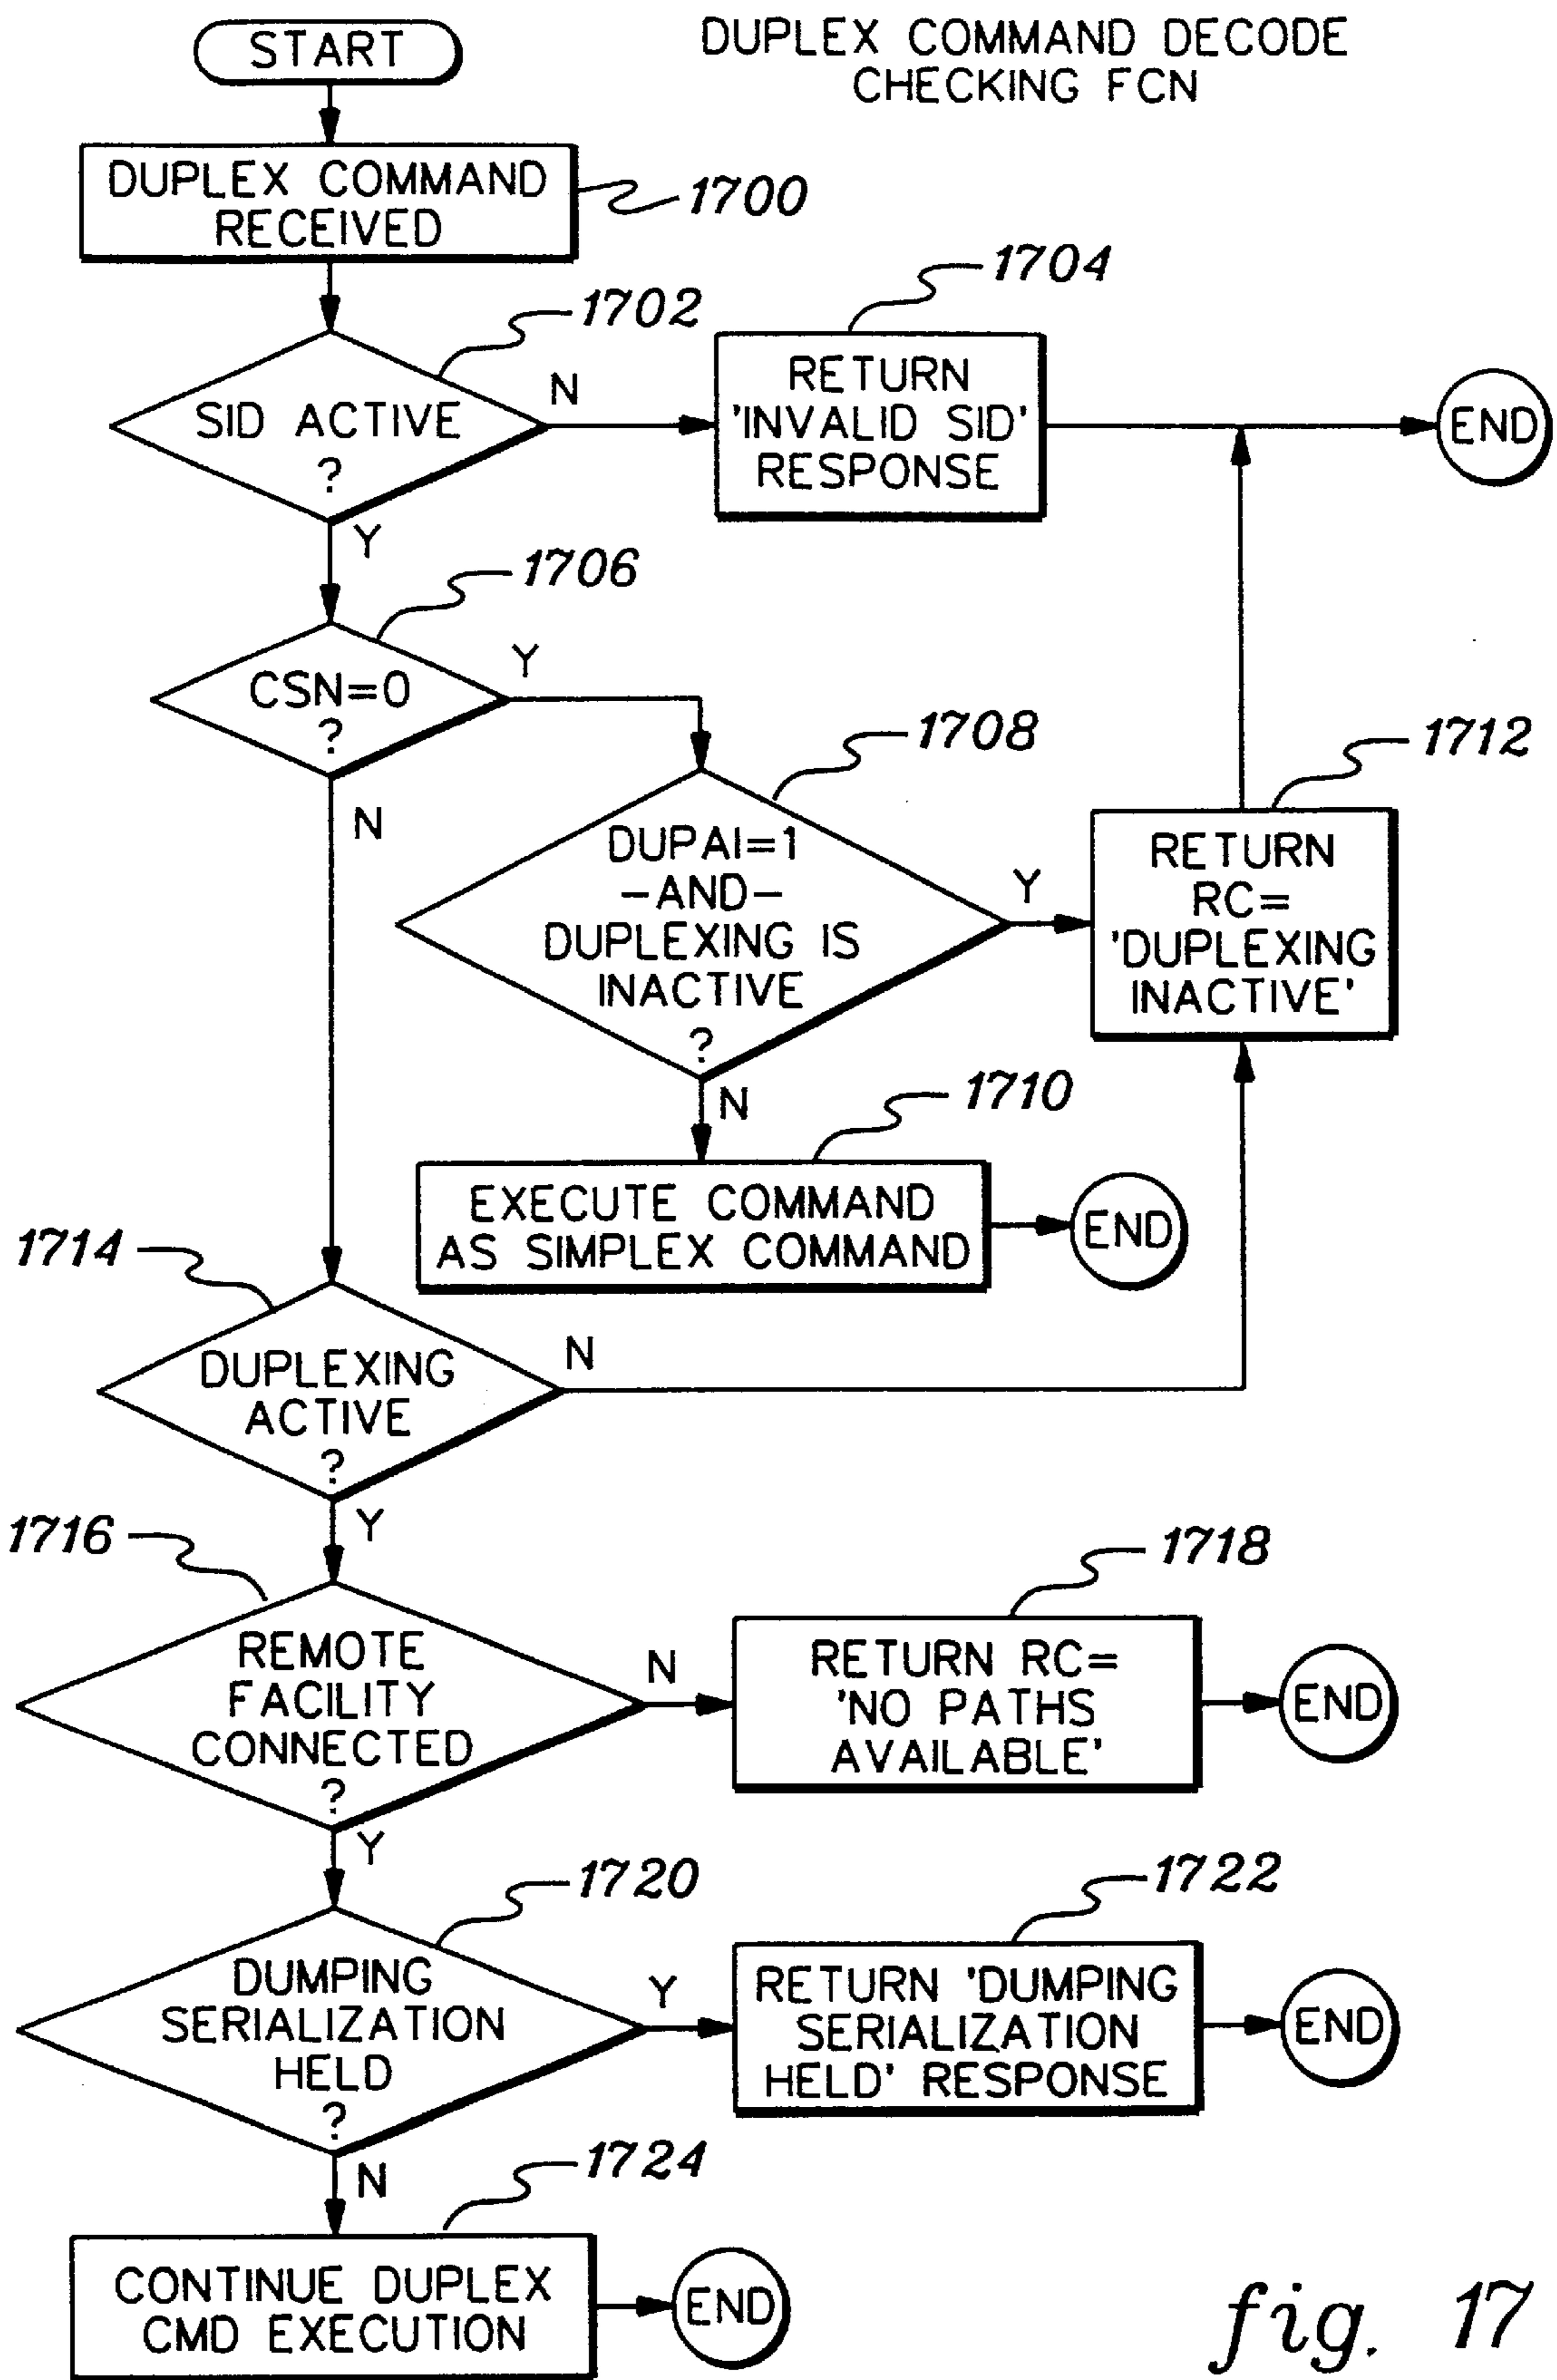 DUPLEX COMMAND DECODE
CHECKING FCN
START
DUPLEX COMMAND
RECEIVED
1700
1702
SID ACTIVE
?
N
Y
1704
RETURN
'INVALID SID'
RESPONSE
END
1706
CSN=0
?
Y
N
1708
DUPAI=1
-AND-
DUPLEXING IS
INACTIVE
?
Y
N
1712
RETURN
RC=
'DUPLEXING
INACTIVE'
1710
EXECUTE COMMAND
AS SIMPLEX COMMAND
END
1714
DUPLEXING
ACTIVE
?
N
Y
1716
REMOTE
FACILITY
CONNECTED
?
N
Y
1718
RETURN RC=
'NO PATHS
AVAILABLE'
END
1720
DUMPING
SERIALIZATION
HELD
?
Y
N
1722
RETURN 'DUMPING
SERIALIZATION
HELD' RESPONSE
END
1724
CONTINUE DUPLEX
CMD EXECUTION
END
fig. 17